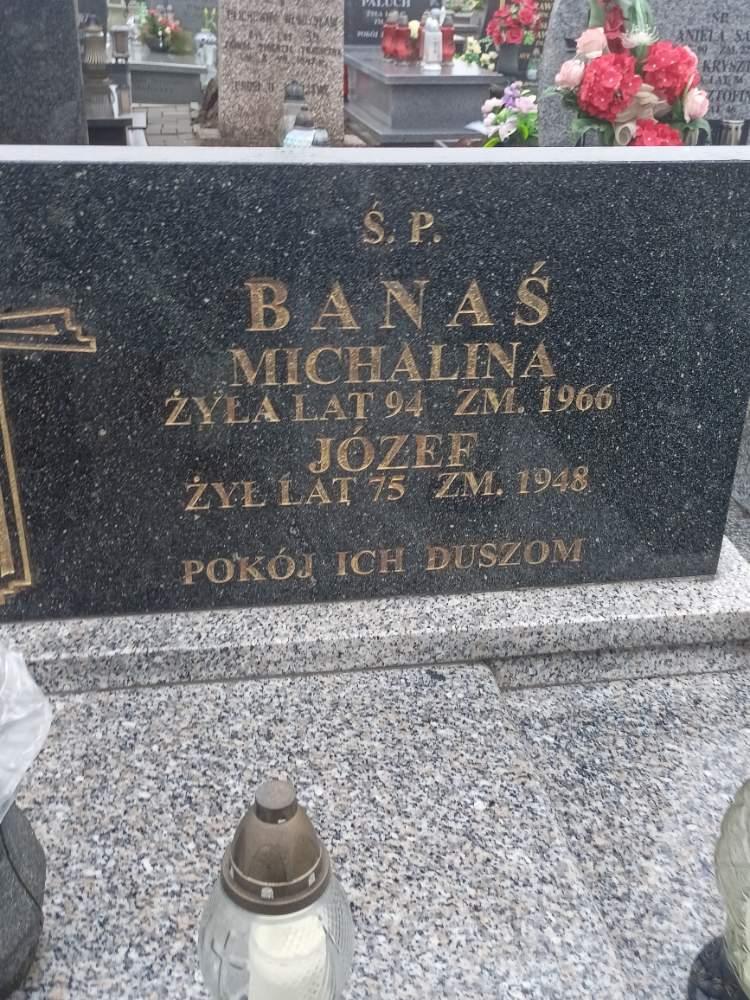 PALUCH
ANIELA
Ś. P.
BANAŚ
MICHALINA
ŻYŁA LAT 94 ZM. 1966
JÓZEF
ŻYŁ LAT 75 ZM. 1948
POKÓJ ICH DUSZOM